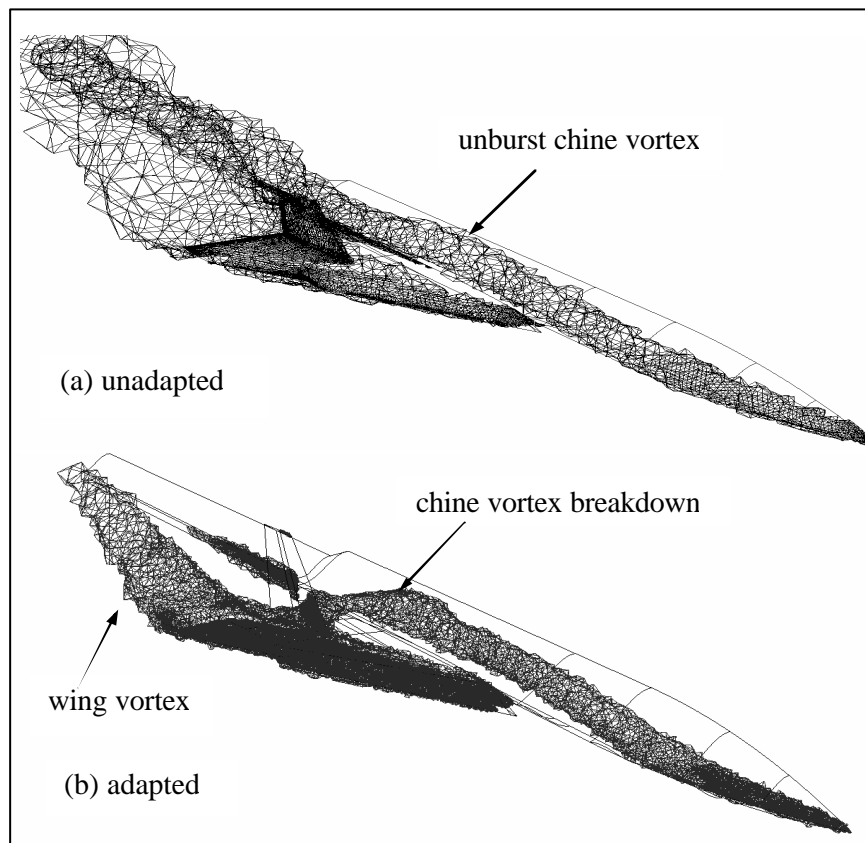 unburst chine vortex
(a) unadapted
chine vortex breakdown
wing vortex
(b) adapted